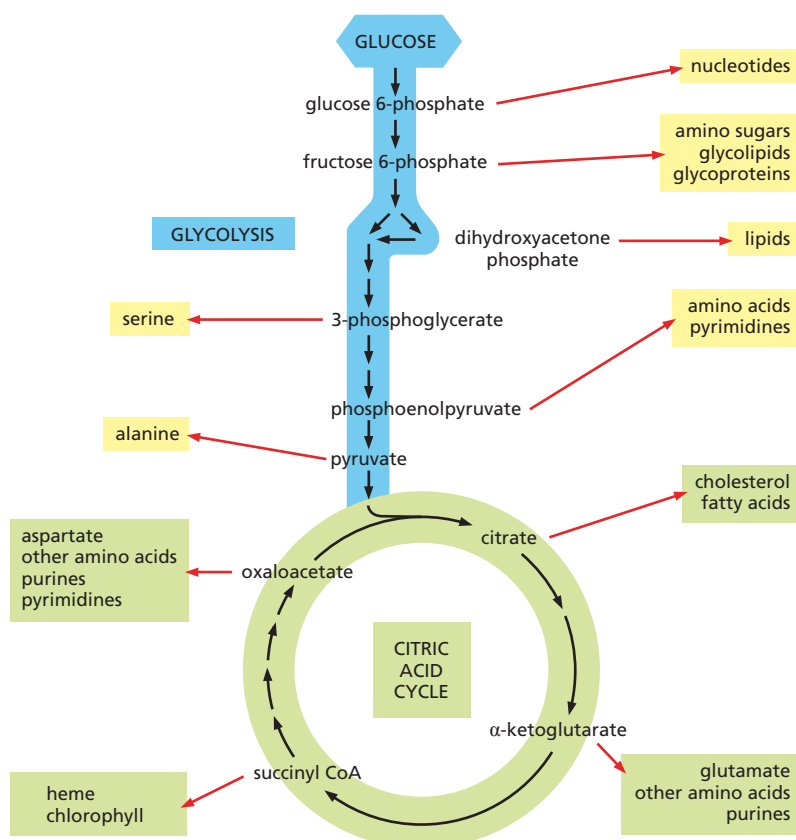 GLUCOSE
nucleotides
glucose 6-phosphate
amino sugars
glycolipids
glycoproteins
fructose 6-phosphate
GLYCOLYSIS
dihydroxyacetone
phosphate
lipids
serine
3-phosphoglycerate
amino acids
pyrimidines
phosphoenolpyruvate
alanine
pyruvate
cholesterol
fatty acids
citrate
aspartate
other amino acids
purines
pyrimidines
oxaloacetate
CITRIC
ACID
CYCLE
α-ketoglutarate
glutamate
other amino acids
purines
succinyl CoA
heme
chlorophyll